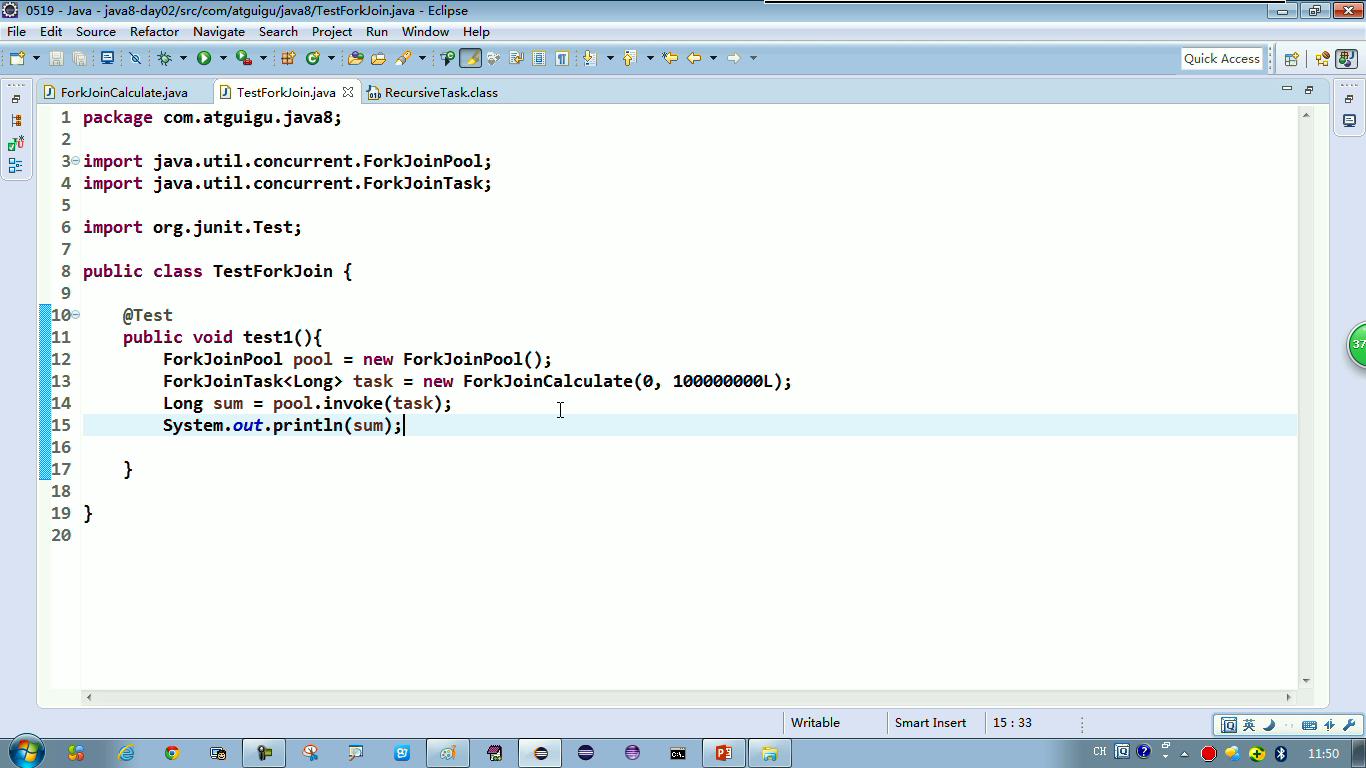 0519 - Java - java8-day02/src/com/atguigu/java8/TestForkJoin.java - Eclipse
File Edit Source Refactor Navigate Search Project Run Window Help
Quick Access
ForkJoinCalculate.java TestForkJoin.java RecursiveTask.class
1 package com.atguigu.java8;
2
3 import java.util.concurrent.ForkJoinPool;
4 import java.util.concurrent.ForkJoinTask;
5
6 import org.junit.Test;
7
8 public class TestForkJoin {
9
10 @Test
11 public void test1(){
12 ForkJoinPool pool = new ForkJoinPool();
13 ForkJoinTask<Long> task = new ForkJoinCalculate(0, 100000000L);
14 Long sum = pool.invoke(task);
15 System.out.println(sum);
16
17 }
18
19 }
20
37
Writable Smart Insert 15 : 33
英
CH 11:50